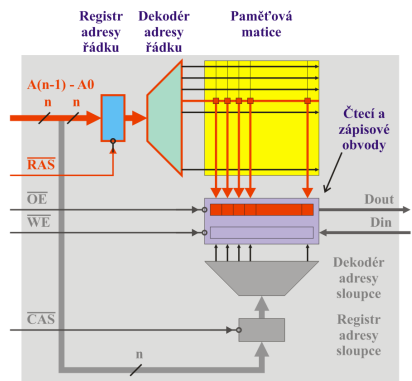 Registr
adresy
řádku
Dekodér
adresy
řádku
Paměťová
matice
A(n-1) - A0
n n
Čtecí a
zápisové
obvody
RAS
OE
WE
Dout
Din
Dekodér
adresy
sloupce
CAS
Registr
adresy
sloupce
n